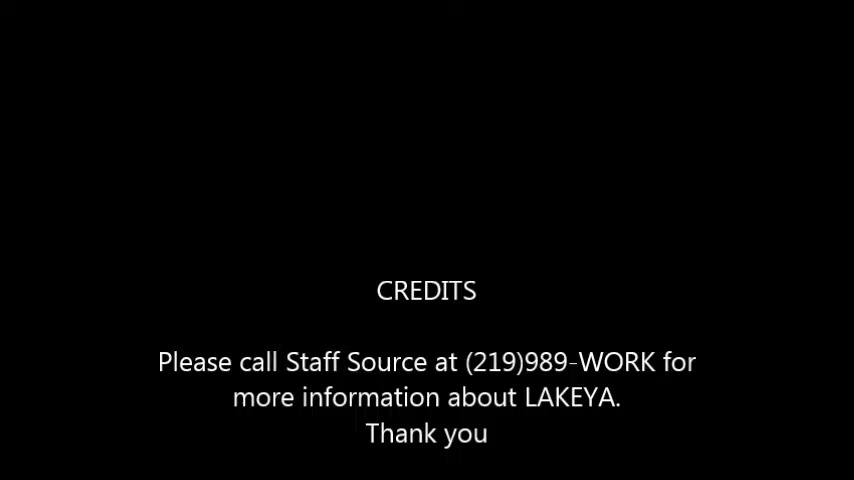 CREDITS
Please call Staff Source at (219)989-WORK for
more information about LAKEYA.
Thank you